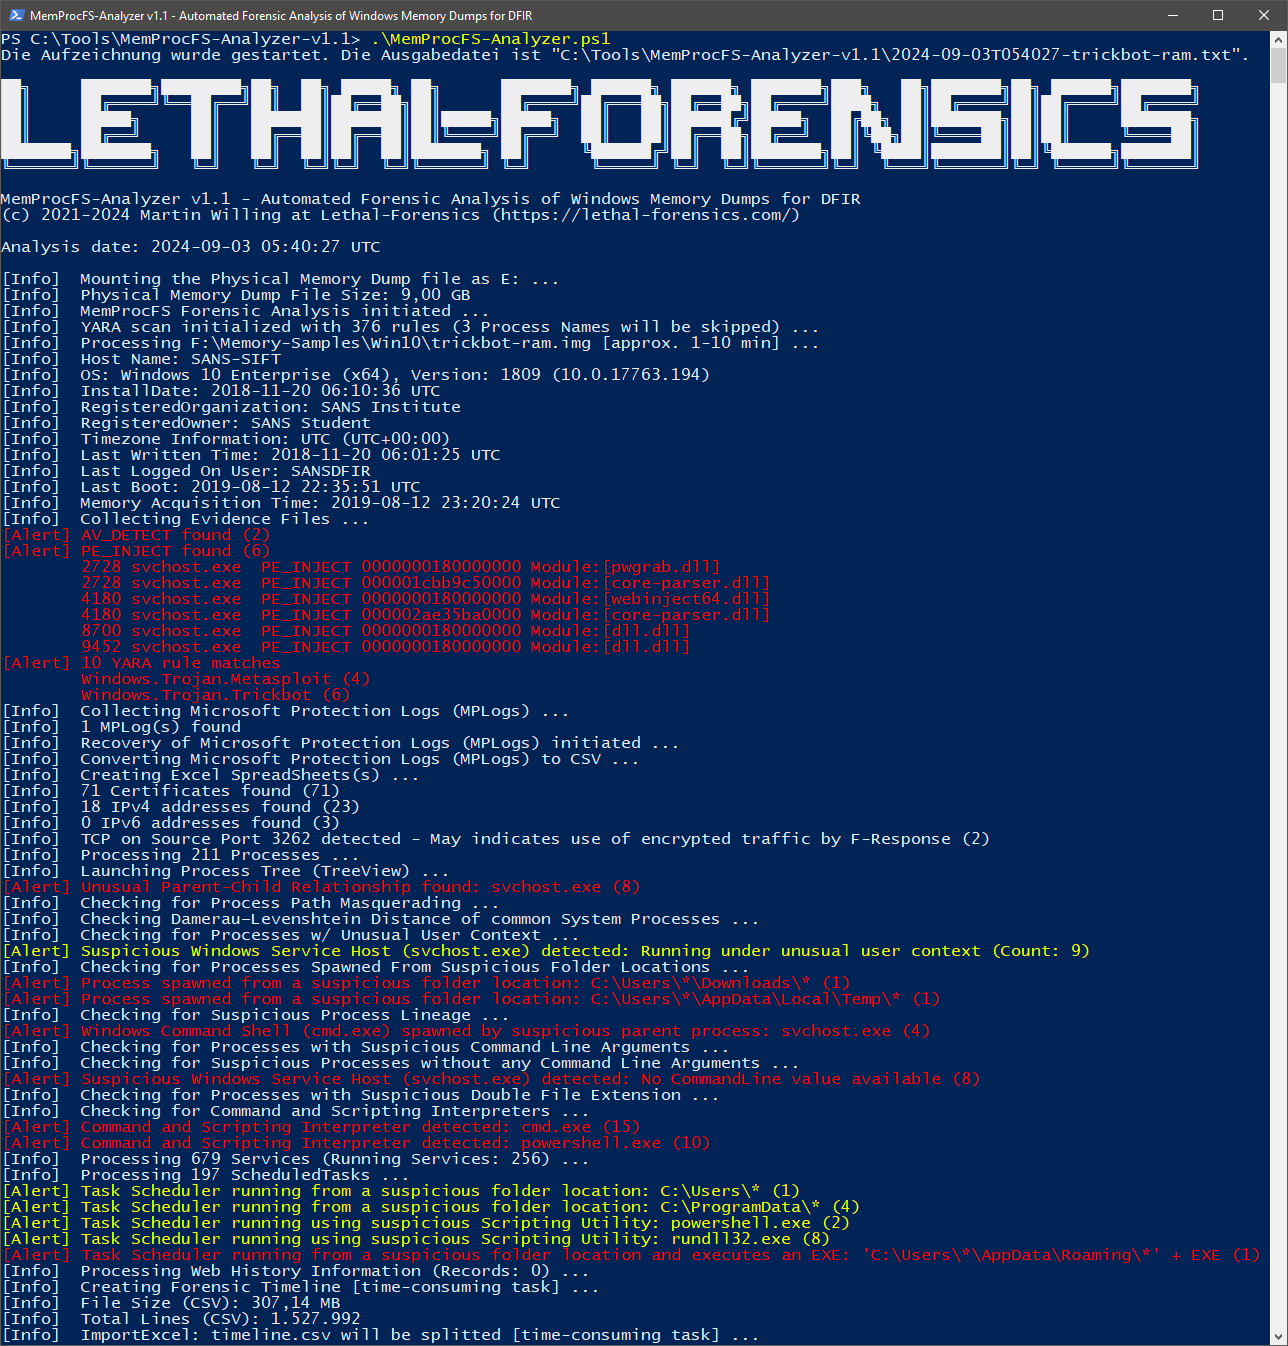 MemProcFS-Analyzer v1.1 - Automated Forensic Analysis of Windows Memory Dumps for DFIR
PS C:\Tools\MemProcFS-Analyzer-v1.1> .\MemProcFS-Analyzer.ps1
Die Aufzeichnung wurde gestartet. Die Ausgabedatei ist "C:\Tools\MemProcFS-Analyzer-v1.1\2024-09-03T054027-trickbot-ram.txt".
LETHAL-FORENSICS
MemProcFS-Analyzer v1.1 - Automated Forensic Analysis of Windows Memory Dumps for DFIR
(c) 2021-2024 Martin Willing at Lethal-Forensics (https://lethal-forensics.com/)
Analysis date: 2024-09-03 05:40:27 UTC
[Info]  Mounting the Physical Memory Dump file as E: ...
[Info]  Physical Memory Dump File Size: 9,00 GB
[Info]  MemProcFS Forensic Analysis initiated ...
[Info]  YARA scan initialized with 376 rules (3 Process Names will be skipped) ...
[Info]  Processing F:\Memory-Samples\Win10\trickbot-ram.img [approx. 1-10 min] ...
[Info]  Host Name: SANS-SIFT
[Info]  OS: Windows 10 Enterprise (x64), Version: 1809 (10.0.17763.194)
[Info]  InstallDate: 2018-11-20 06:10:36 UTC
[Info]  RegisteredOrganization: SANS Institute
[Info]  RegisteredOwner: SANS Student
[Info]  Timezone Information: UTC (UTC+00:00)
[Info]  Last Written Time: 2018-11-20 06:01:25 UTC
[Info]  Last Logged On User: SANSDFIR
[Info]  Last Boot: 2019-08-12 22:35:51 UTC
[Info]  Memory Acquisition Time: 2019-08-12 23:20:24 UTC
[Info]  Collecting Evidence Files ...
[Alert] AV_DETECT found (2)
[Alert] PE_INJECT found (6)
2728 svchost.exe  PE_INJECT 0000000180000000 Module:[pwgrab.dll]
2728 svchost.exe  PE_INJECT 000001cbb9c50000 Module:[core-parser.dll]
4180 svchost.exe  PE_INJECT 0000000180000000 Module:[webinject64.dll]
4180 svchost.exe  PE_INJECT 000002ae35ba0000 Module:[core-parser.dll]
8700 svchost.exe  PE_INJECT 0000000180000000 Module:[dll.dll]
9452 svchost.exe  PE_INJECT 0000000180000000 Module:[dll.dll]
[Alert] 10 YARA rule matches
Windows.Trojan.Metasploit (4)
Windows.Trojan.Trickbot (6)
[Info]  Collecting Microsoft Protection Logs (MPLogs) ...
[Info]  1 MPLog(s) found
[Info]  Recovery of Microsoft Protection Logs (MPLogs) initiated ...
[Info]  Converting Microsoft Protection Logs (MPLogs) to CSV ...
[Info]  Creating Excel SpreadSheets(s) ...
[Info]  71 Certificates found (71)
[Info]  18 IPv4 addresses found (23)
[Info]  0 IPv6 addresses found (3)
[Info]  TCP on Source Port 3262 detected - May indicates use of encrypted traffic by F-Response (2)
[Info]  Processing 211 Processes ...
[Info]  Launching Process Tree (TreeView) ...
[Alert] Unusual Parent-Child Relationship found: svchost.exe (8)
[Info]  Checking for Process Path Masquerading ...
[Info]  Checking Damerau–Levenshtein Distance of common System Processes ...
[Info]  Checking for Processes w/ Unusual User Context ...
[Alert] Suspicious Windows Service Host (svchost.exe) detected: Running under unusual user context (Count: 9)
[Info]  Checking for Processes Spawned From Suspicious Folder Locations ...
[Alert] Process spawned from a suspicious folder location: C:\Users\*\Downloads\* (1)
[Alert] Process spawned from a suspicious folder location: C:\Users\*\AppData\Local\Temp\* (1)
[Info]  Checking for Suspicious Process Lineage ...
[Alert] Windows Command Shell (cmd.exe) spawned by suspicious parent process: svchost.exe (4)
[Info]  Checking for Processes with Suspicious Command Line Arguments ...
[Info]  Checking for Suspicious Processes without any Command Line Arguments ...
[Alert] Suspicious Windows Service Host (svchost.exe) detected: No CommandLine value available (8)
[Info]  Checking for Processes with Suspicious Double File Extension ...
[Info]  Checking for Command and Scripting Interpreters ...
[Alert] Command and Scripting Interpreter detected: cmd.exe (15)
[Alert] Command and Scripting Interpreter detected: powershell.exe (10)
[Info]  Processing 679 Services (Running Services: 256) ...
[Info]  Processing 197 ScheduledTasks ...
[Alert] Task Scheduler running from a suspicious folder location: C:\Users\* (1)
[Alert] Task Scheduler running from a suspicious folder location: C:\ProgramData\* (4)
[Alert] Task Scheduler running using suspicious Scripting Utility: powershell.exe (2)
[Alert] Task Scheduler running using suspicious Scripting Utility: rundll32.exe (8)
[Alert] Task Scheduler running from a suspicious folder location and executes an EXE: 'C:\Users\*\AppData\Roaming\*' + EXE (1)
[Info]  Processing Web History Information (Records: 0) ...
[Info]  Creating Forensic Timeline [time-consuming task] ...
[Info]  File Size (CSV): 307,14 MB
[Info]  Total Lines (CSV): 1.527.992
[Info]  ImportExcel: timeline.csv will be splitted [time-consuming task] ...